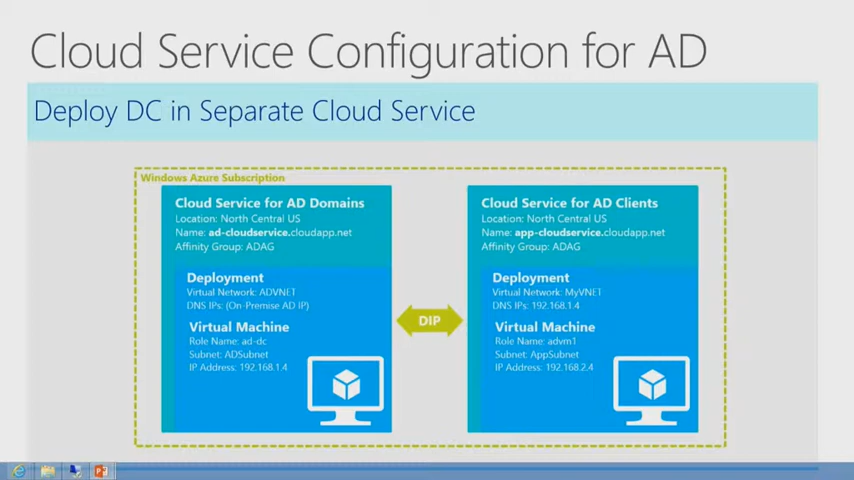 Cloud Service Configuration for AD
Deploy DC in Separate Cloud Service
Windows Azure Subscription
Cloud Service for AD Domains
Location: North Central US
Name: ad-cloudservice.cloudapp.net
Affinity Group: ADAG
Deployment
Virtual Network: ADVNET
DNS IPs: (On-Premise AD IP)
Virtual Machine
Role Name: ad-dc
Subnet: ADSubnet
IP Address: 192.168.1.4
DIP
Cloud Service for AD Clients
Location: North Central US
Name: app-cloudservice.cloudapp.net
Affinity Group: ADAG
Deployment
Virtual Network: MyVNET
DNS IPs: 192.168.1.4
Virtual Machine
Role Name: advm1
Subnet: AppSubnet
IP Address: 192.168.2.4